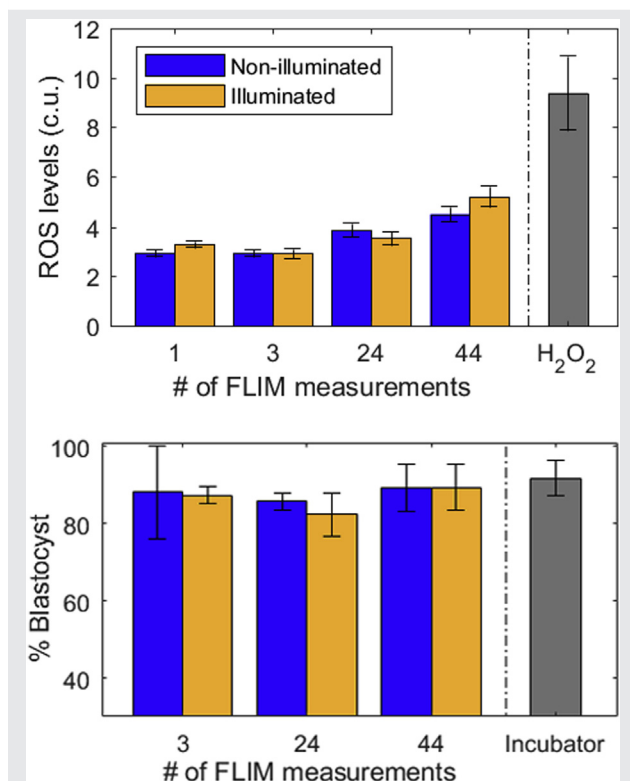 12
10
8
6
4
2
0
ROS levels (c.u.)
Non-illuminated
Illuminated
1 3 24 44 H₂O₂
# of FLIM measurements
100
80
60
40
% Blastocyst
3 24 44 Incubator
# of FLIM measurements